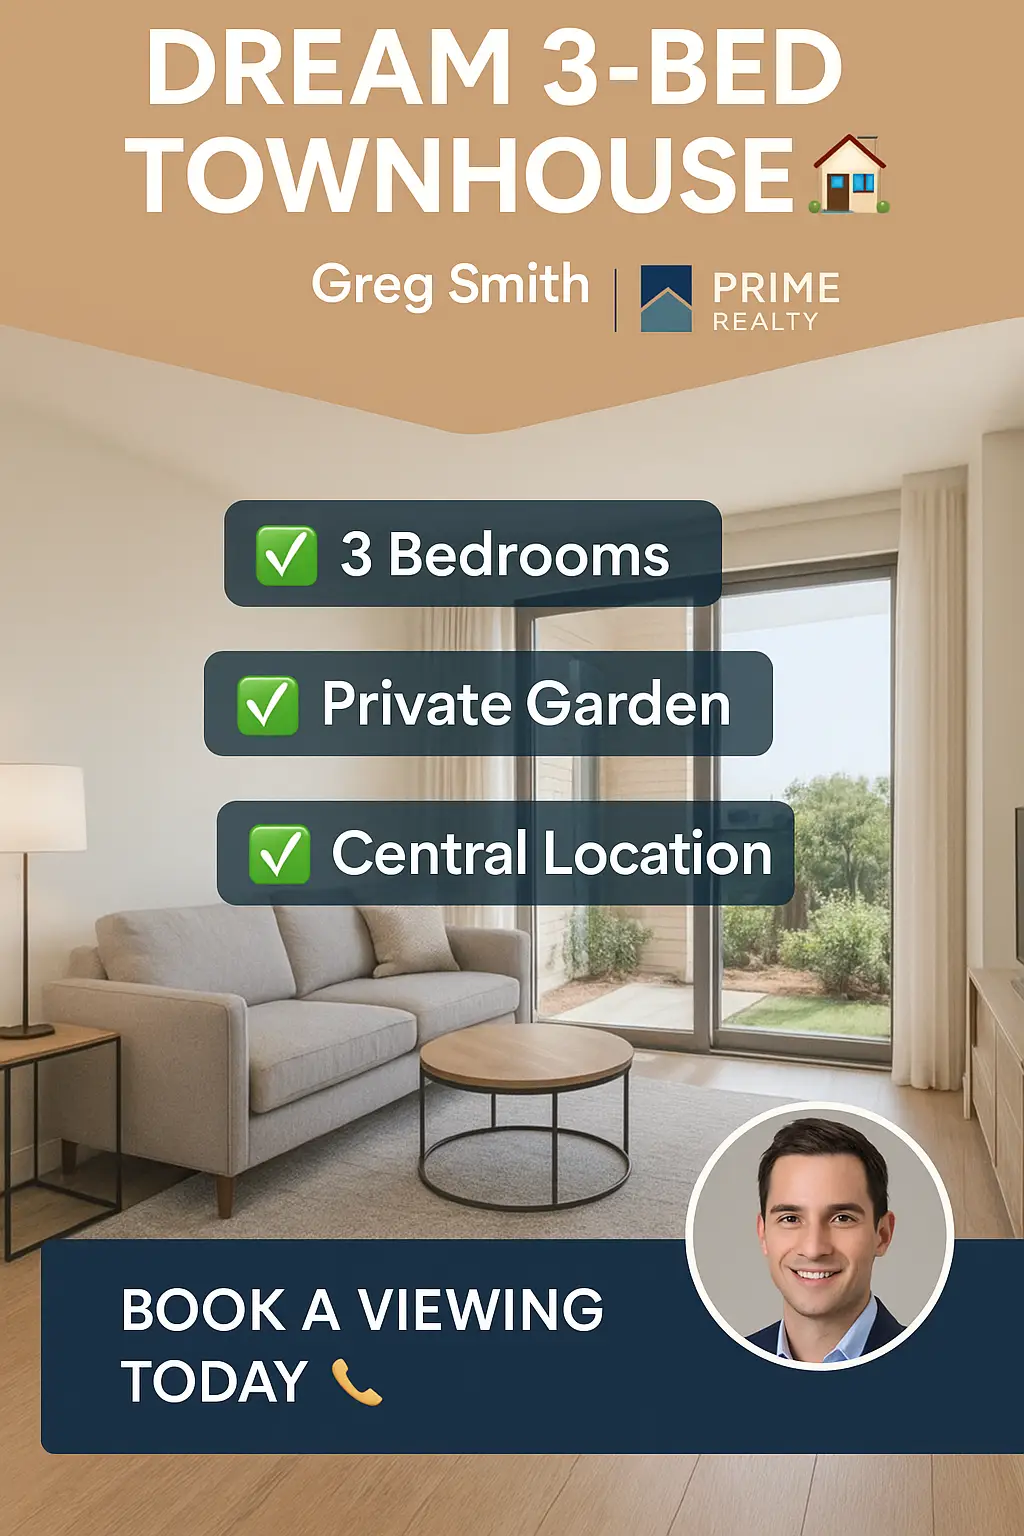 DREAM 3-BED
TOWNHOUSE🏠
Greg Smith | PRIME
REALTY
✅ 3 Bedrooms
✅ Private Garden
✅ Central Location
BOOK A VIEWING
TODAY 📞